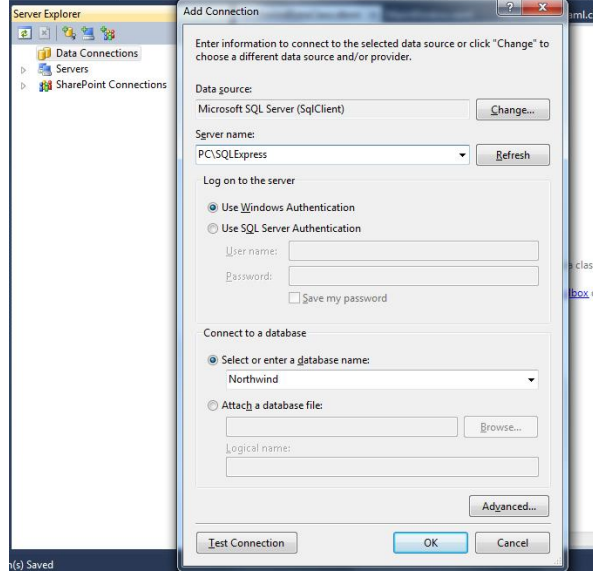 Server Explorer
Data Connections
Servers
SharePoint Connections
Add Connection
Enter information to connect to the selected data source or click "Change" to
choose a different data source and/or provider.
Data source:
Microsoft SQL Server (SqlClient)
Change...
Server name:
PC\SQLExpress
Refresh
Log on to the server
Use Windows Authentication
Use SQL Server Authentication
User name:
Password:
Save my password
Connect to a database
Select or enter a database name:
Northwind
Attach a database file:
Browse...
Logical name:
Advanced...
Test Connection
OK
Cancel
aml.c
a clas
lbox
n(s) Saved